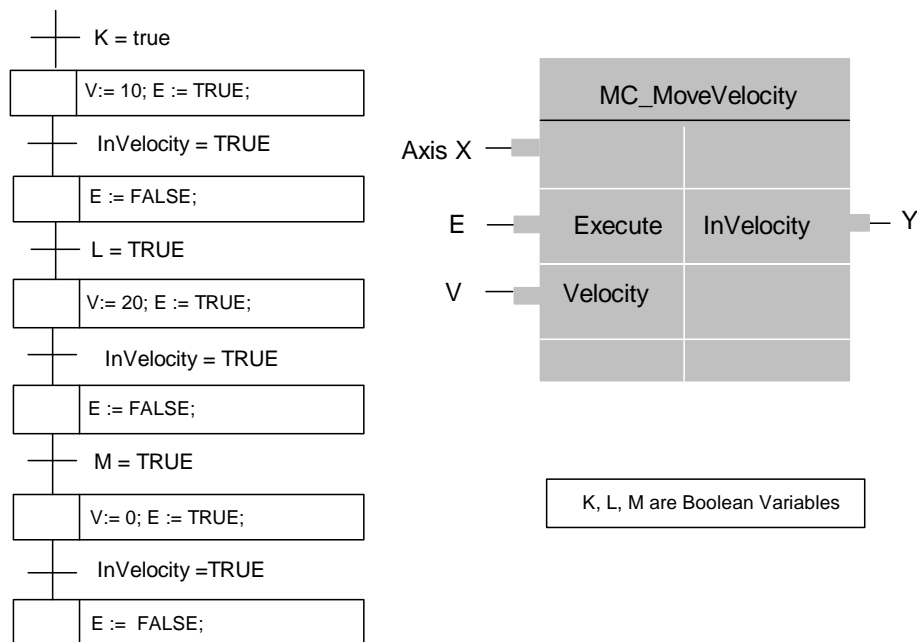 K = true
V:= 10; E := TRUE;
InVelocity = TRUE
E := FALSE;
L = TRUE
V:= 20; E := TRUE;
InVelocity = TRUE
E := FALSE;
M = TRUE
V:= 0; E := TRUE;
InVelocity =TRUE
E :=  FALSE;
MC_MoveVelocity
Axis X
E Execute InVelocity Y
V Velocity
K, L, M are Boolean Variables